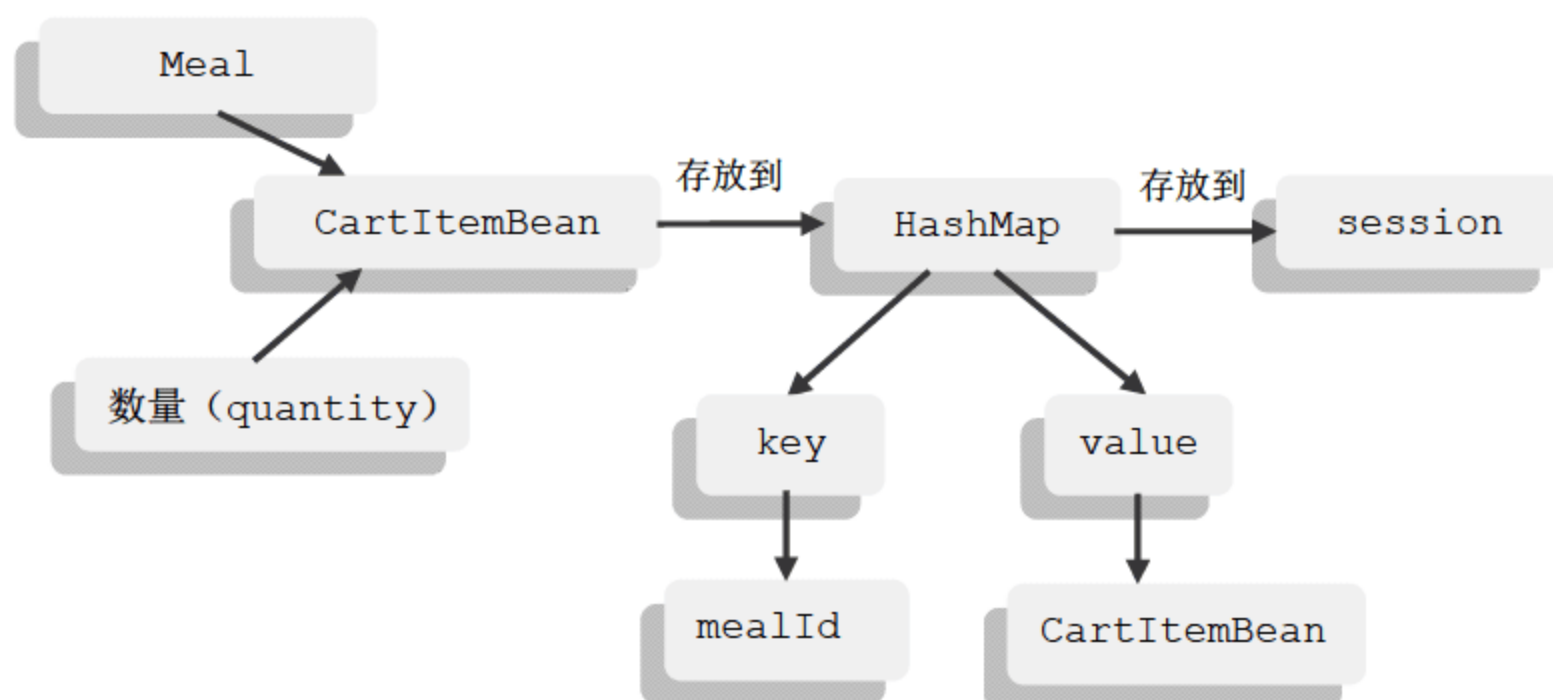 Meal
存放到
存放到
CartItemBean
HashMap
session
数量（quantity）
key
value
mealId
CartItemBean